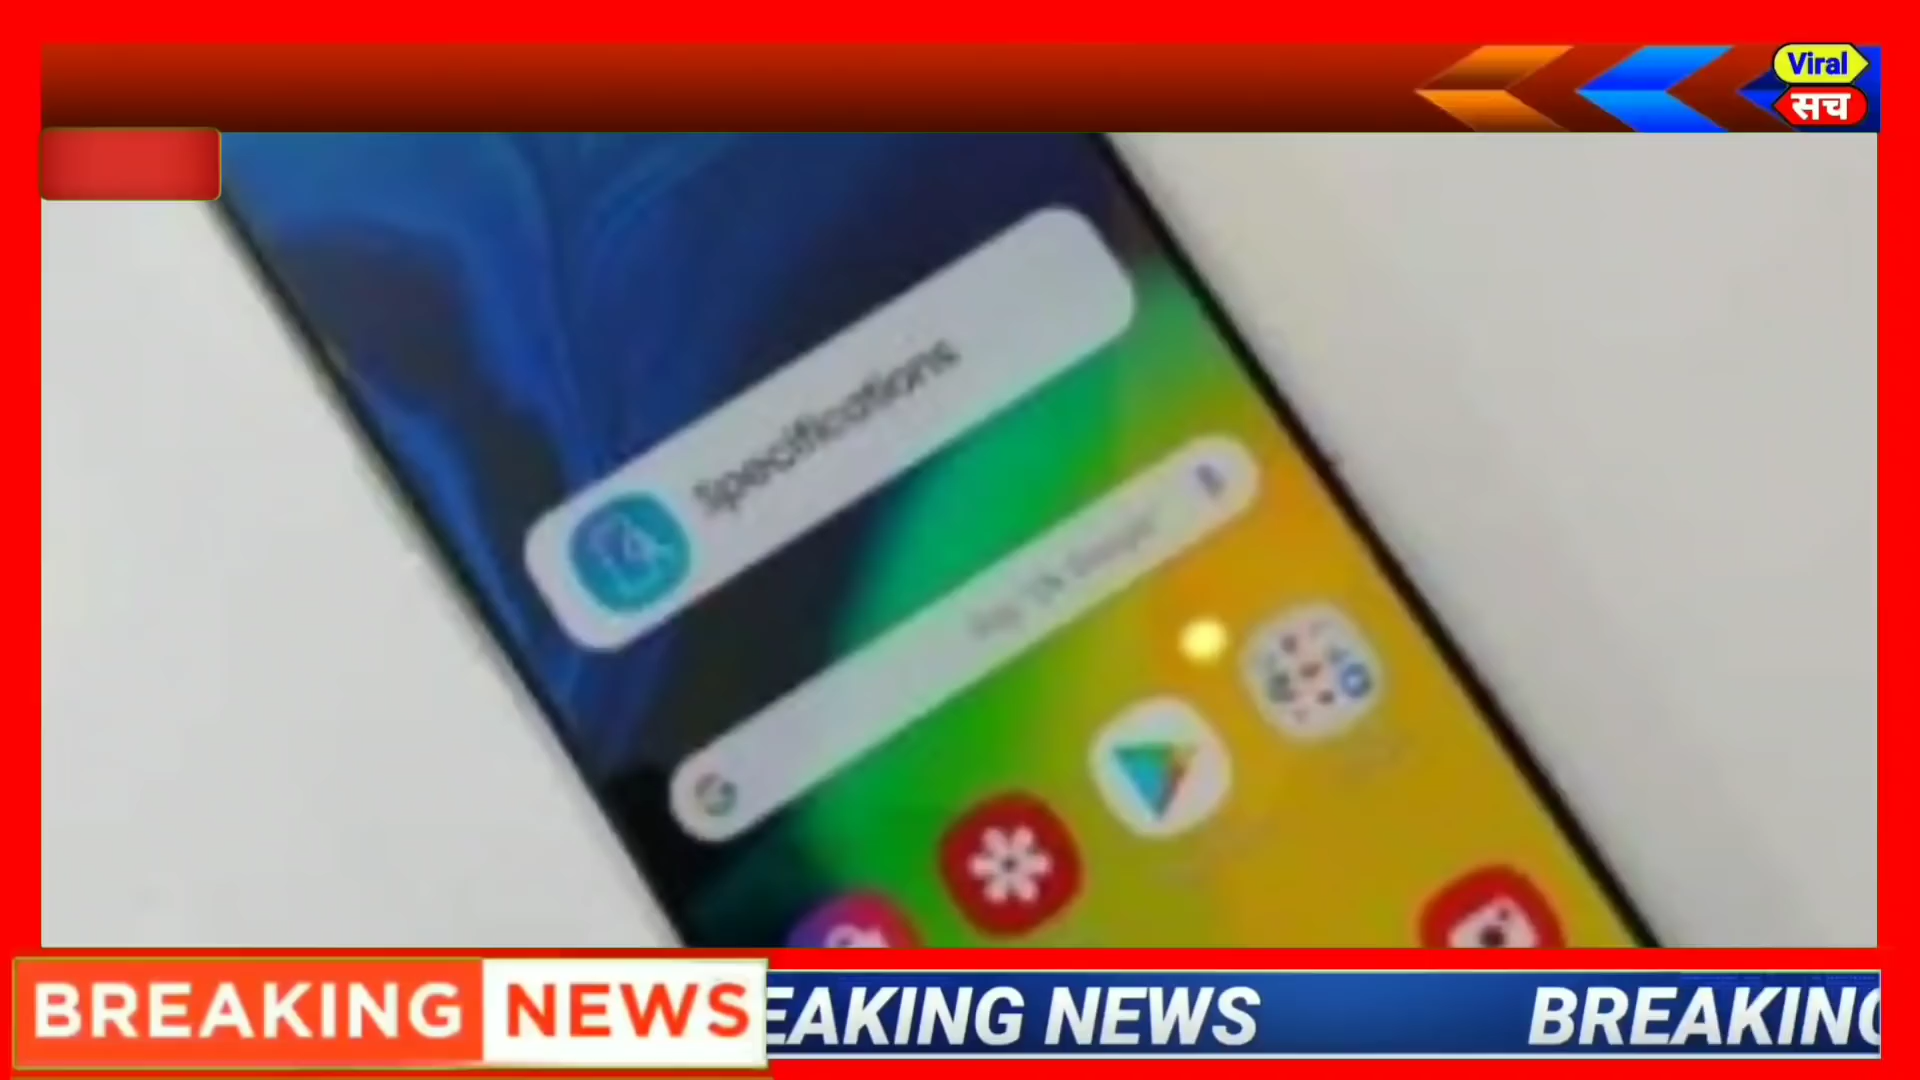 Viral
सच
Specifications
G
BREAKING NEWS
EAKING NEWS
BREAKING